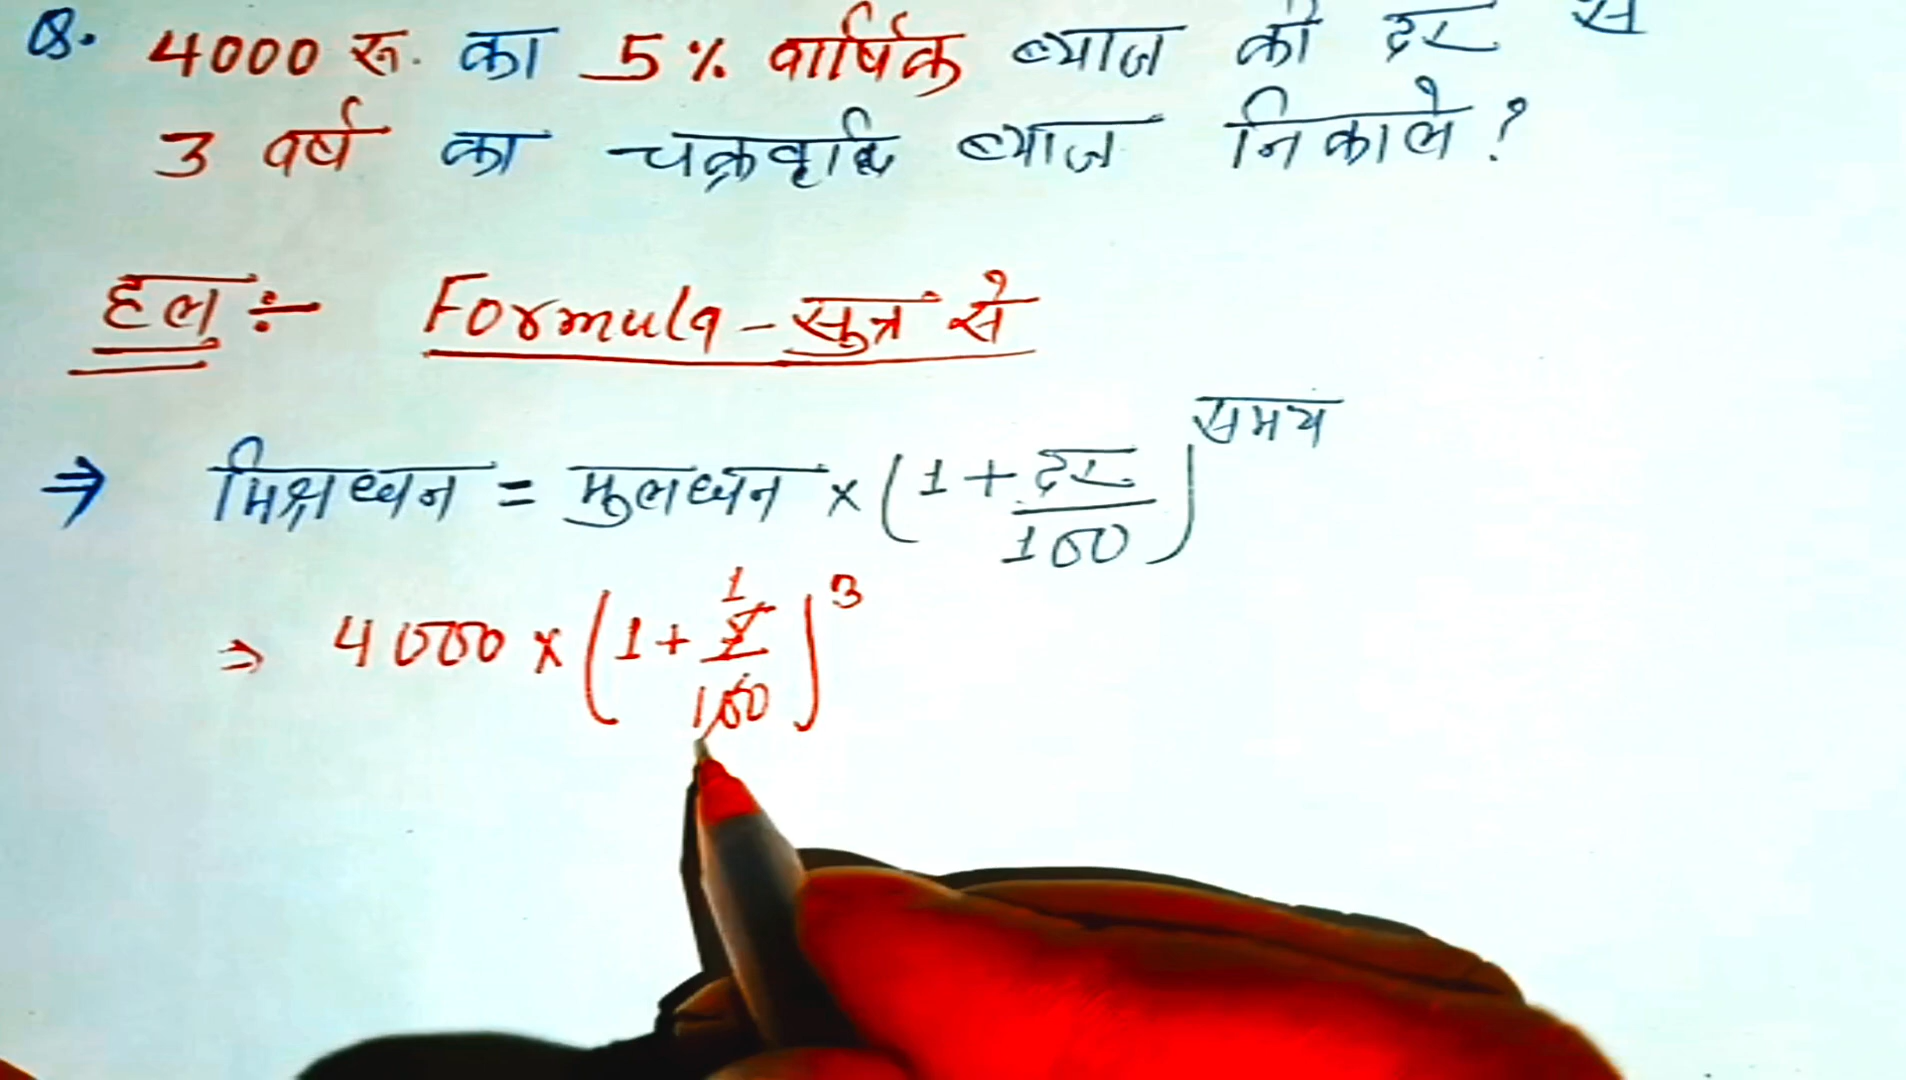 Q. 4000 रू. का 5% वार्षिक ब्याज की दर से
3 वर्ष का चक्रवृद्धि ब्याज निकाले?
हल ÷ Formula - सुत्र से
⇒ मिश्रधन = मुलधन × (1 + दर/100)^समय
⇒ 4000 × (1 + 5/100)^3
1